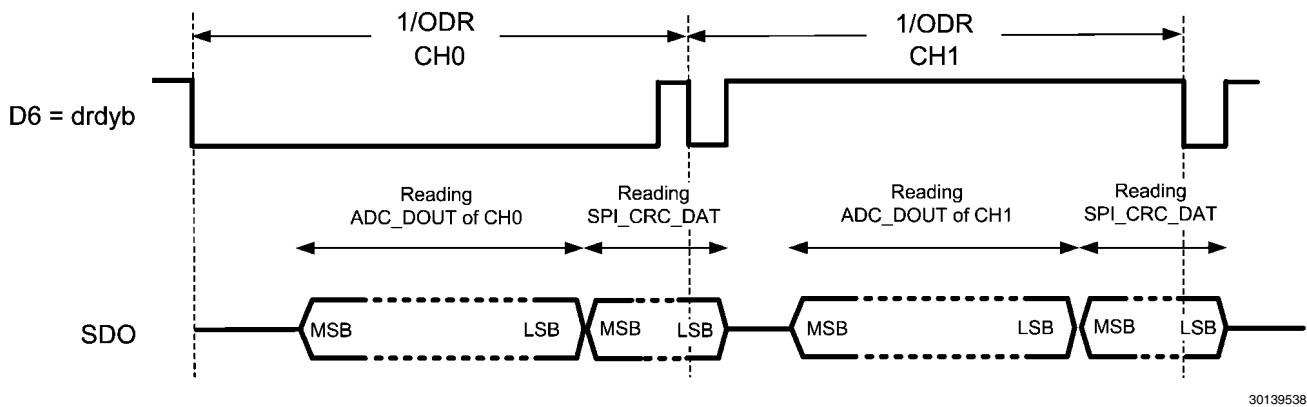 1/ODR 1/ODR
CH0 CH1
D6 = drdyb
Reading Reading Reading Reading
ADC_DOUT of CH0 SPI_CRC_DAT ADC_DOUT of CH1 SPI_CRC_DAT
SDO MSB LSB MSB LSB MSB LSB MSB LSB
30139538